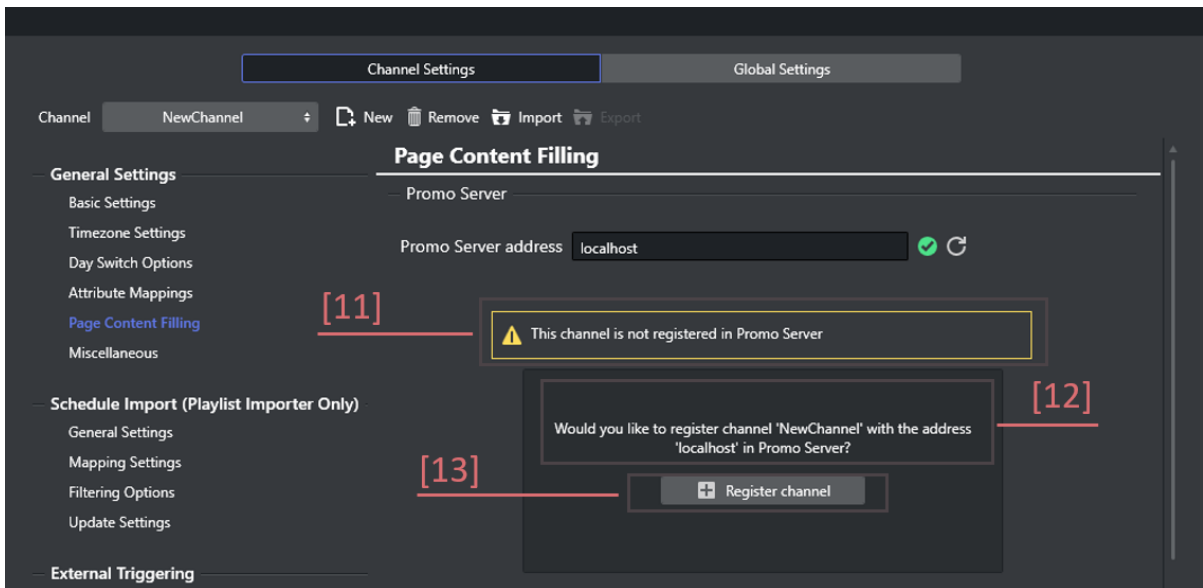 Channel Settings
Global Settings
Channel
NewChannel
New
Remove
Import
Export
General Settings
Basic Settings
Timezone Settings
Day Switch Options
Attribute Mappings
Page Content Filling
Miscellaneous
Schedule Import (Playlist Importer Only)
General Settings
Mapping Settings
Filtering Options
Update Settings
External Triggering
Page Content Filling
Promo Server
Promo Server address
localhost
[11]
This channel is not registered in Promo Server
[12]
Would you like to register channel 'NewChannel' with the address
'localhost' in Promo Server?
[13]
Register channel